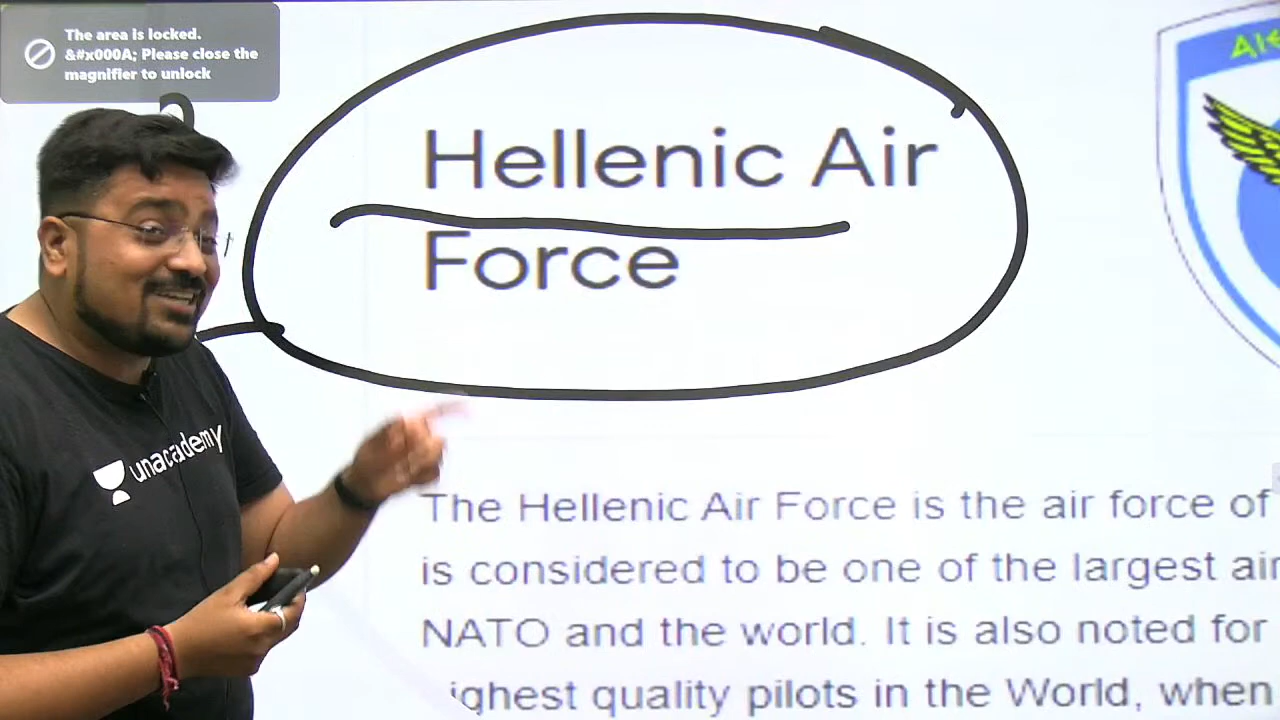 The area is locked.
&#x000A; Please close the
magnifier to unlock
Hellenic Air
Force
unacademy
The Hellenic Air Force is the air force of
is considered to be one of the largest air
NATO and the world. It is also noted for
ighest quality pilots in the World, when